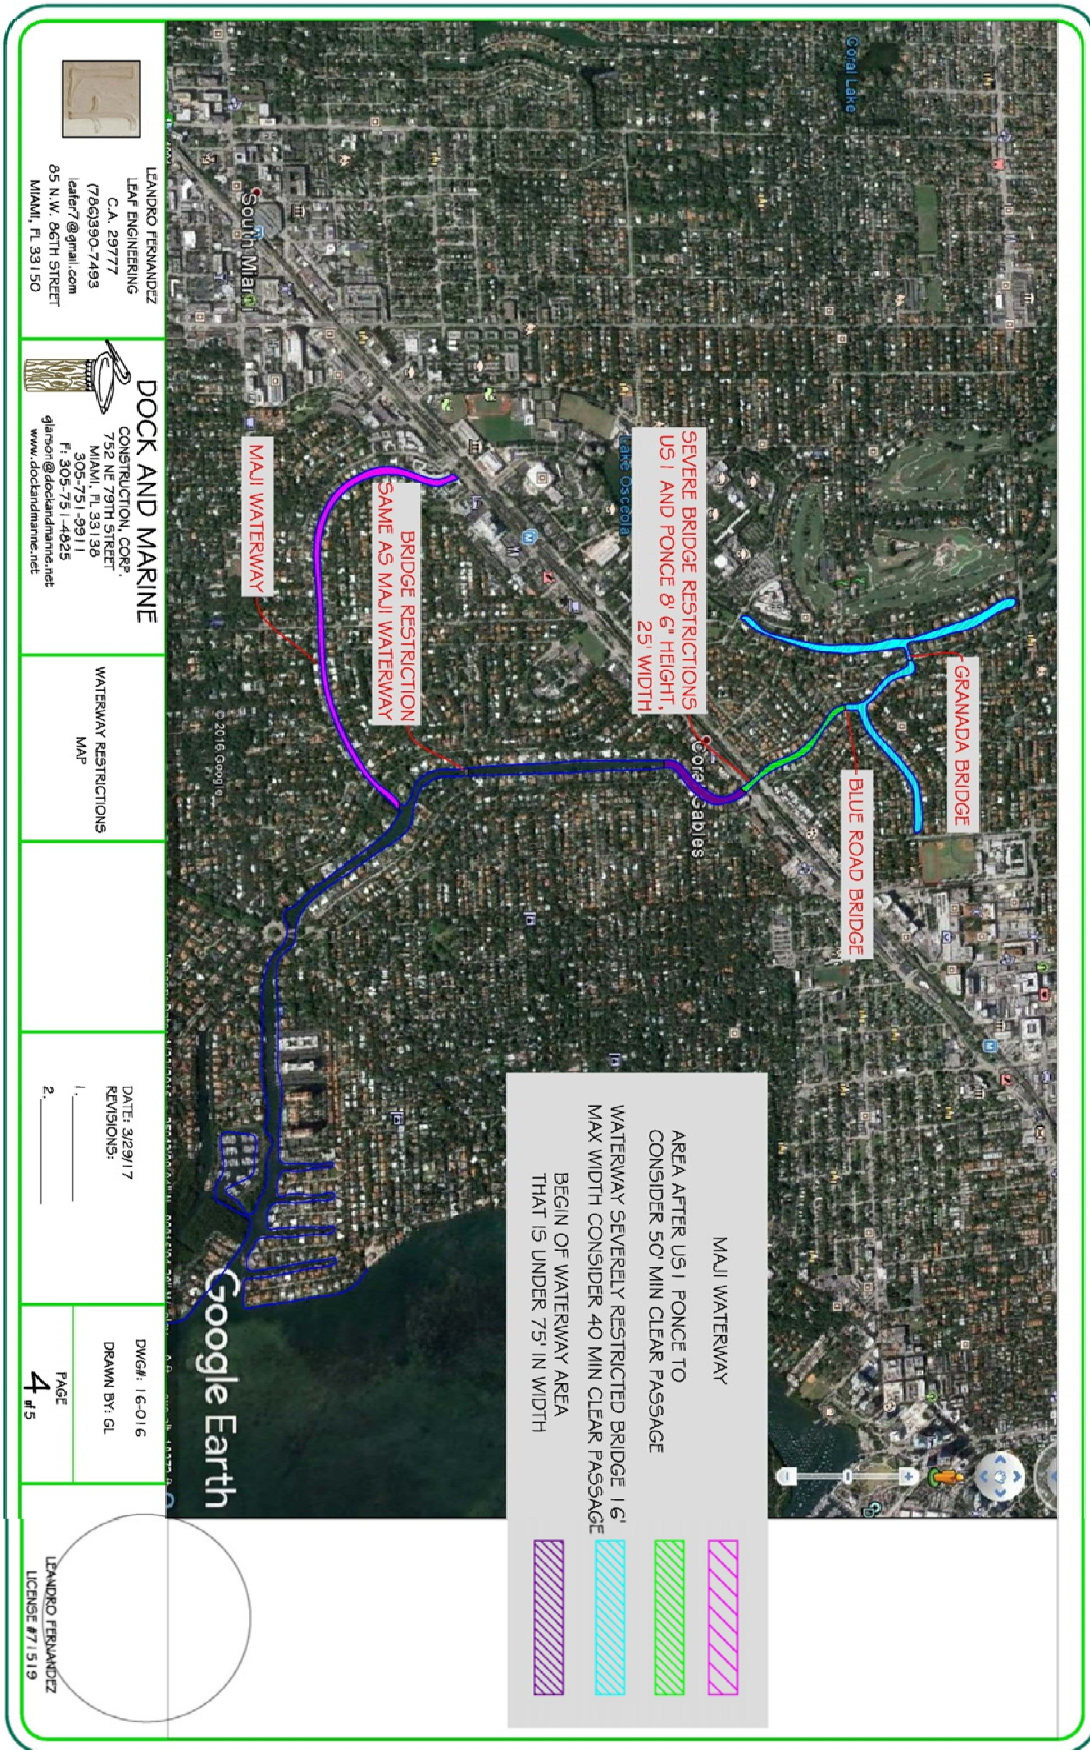 Coral Lake
South Miami
Lake Osceola
Coral Gables
GRANADA BRIDGE
BLUE ROAD BRIDGE
SEVERE BRIDGE RESTRICTIONS
US1 AND PONCE 8' 6" HEIGHT,
25' WIDTH
BRIDGE RESTRICTION
SAME AS MAJI WATERWAY
MAJI WATERWAY
© 2016 Google
Google Earth
MAJI WATERWAY
AREA AFTER US1 PONCE TO
CONSIDER 50' MIN CLEAR PASSAGE
WATERWAY SEVERELY RESTRICTED BRIDGE 16'
MAX WIDTH CONSIDER 40 MIN CLEAR PASSAGE
BEGIN OF WATERWAY AREA
THAT IS UNDER 75' IN WIDTH
LEANDRO FERNANDEZ
LEAF ENGINEERING
C.A. 29777
(786)390-7493
leafer7@gmail.com
85 N.W. 86TH STREET
MIAMI, FL 33150
DOCK AND MARINE
CONSTRUCTION, CORP.
752 NE 79TH STREET
MIAMI, FL 33138
305-751-9911
F: 305-751-4825
glarson@dockandmarine.net
www.dockandmarine.net
WATERWAY RESTRICTIONS
MAP
DATE: 3/29/17
REVISIONS:
1.
2.
DWG#: 16-016
DRAWN BY: GL
PAGE
4 of 5
LEANDRO FERNANDEZ
LICENSE #71519